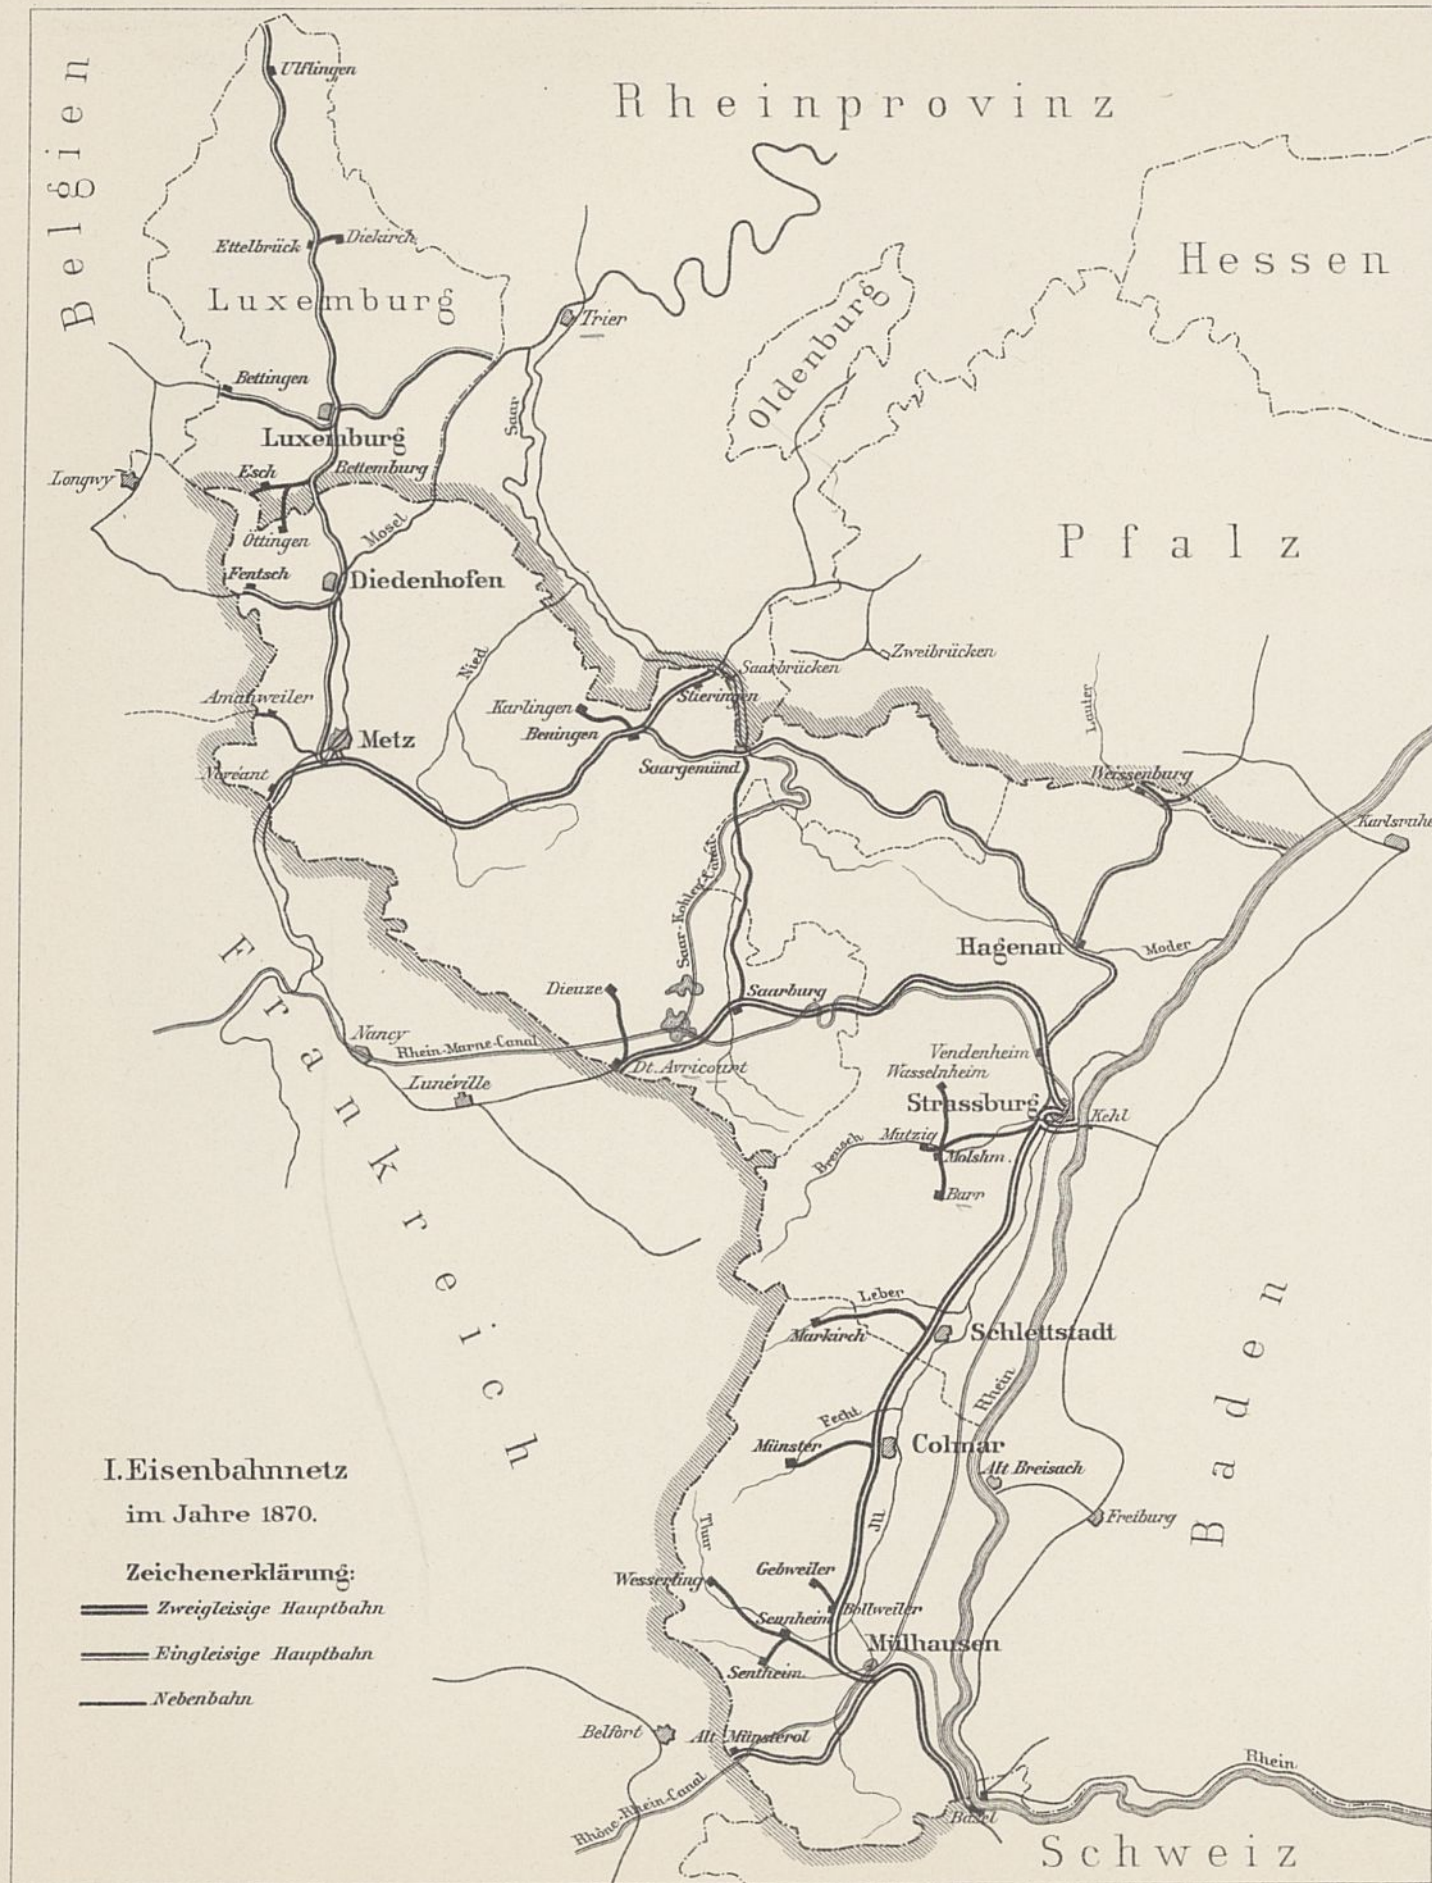 Belgien
Ulflingen
Rheinprovinz
Ettelbrück
Diekirch
Luxemburg
Hessen
Trier
Oldenburg
Bettingen
Saar
Luxemburg
Longwy
Esch
Bettemburg
Mosel
Öttingen
Pfalz
Fentsch
Diedenhofen
Nied
Zweibrücken
Saarbrücken
Stieringen
Lauter
Amanweiler
Karlingen
Beningen
Metz
Saargemünd
Noréant
Weissenburg
Karlsruhe
Saar-Kohlen-Canal
Hagenau
Moder
Frankreich
Dieuze
Saarburg
Nancy
Rhein-Marne-Canal
Dt. Avricourt
Lunéville
Vendenheim
Wasselnheim
Strassburg
Kehl
Mutzig
Breusch
Molshm.
Barr
Leber
Markirch
Schlettstadt
Baden
Rhein
Fecht
Münster
Colmar
Alt Breisach
Freiburg
Ill
Thur
Wesserling
Gebweiler
Bollweiler
Sennheim
Mülhausen
Sentheim
Belfort
Alt Münsterol
Rhône-Rhein-Canal
Rhein
Basel
Schweiz
I. Eisenbahnnetz
im Jahre 1870.
Zeichenerklärung:
Zweigleisige Hauptbahn
Eingleisige Hauptbahn
Nebenbahn